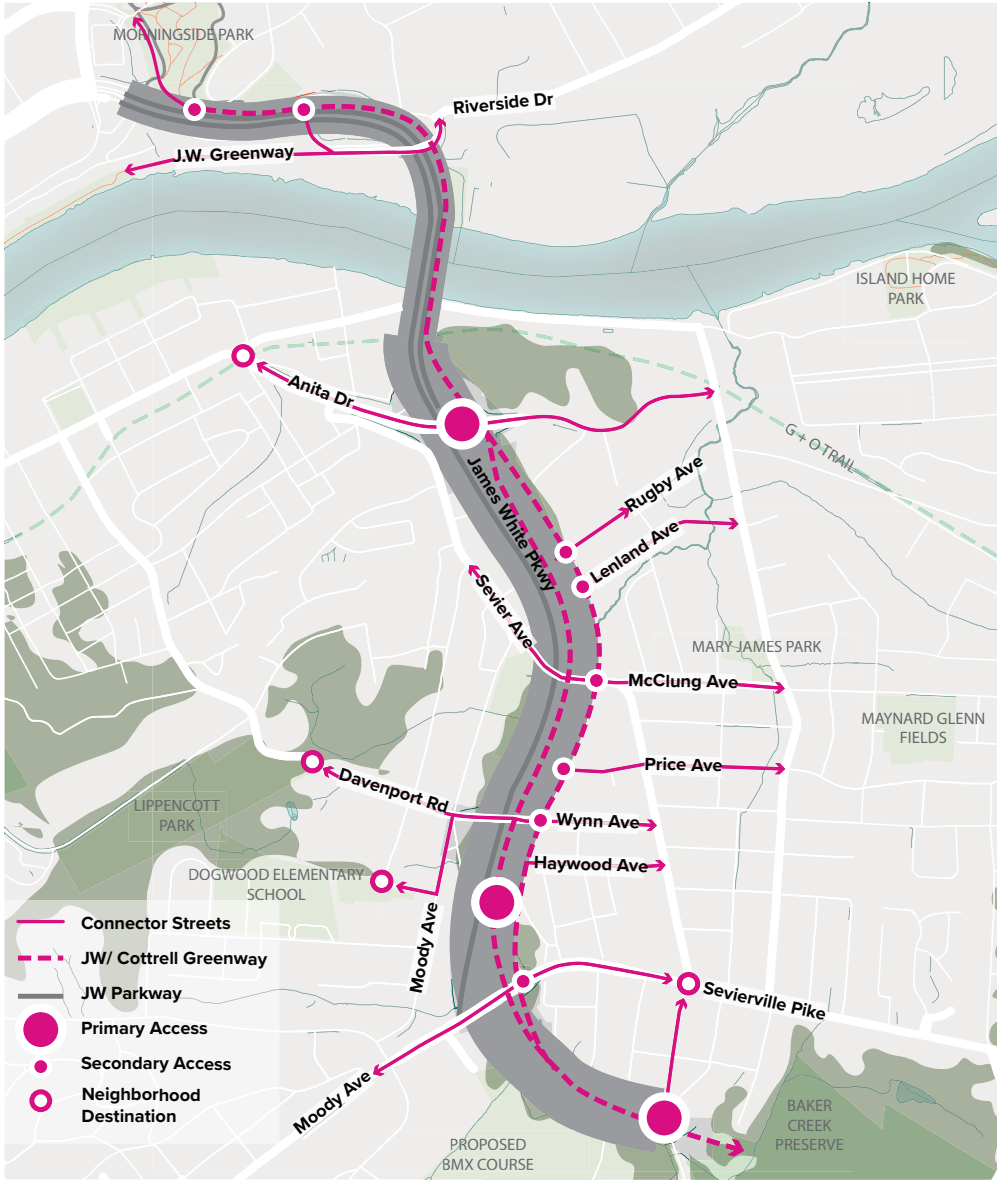 MORNINGSIDE PARK
Riverside Dr
J.W. Greenway
ISLAND HOME
PARK
Anita Dr
G + O TRAIL
James White Pkwy
Rugby Ave
Lenland Ave
Sevier Ave
MARY JAMES PARK
McClung Ave
MAYNARD GLENN
FIELDS
Price Ave
Davenport Rd
LIPPENCOTT
PARK
Wynn Ave
Haywood Ave
DOGWOOD ELEMENTARY
SCHOOL
Moody Ave
Sevierville Pike
Connector Streets
JW/ Cottrell Greenway
JW Parkway
Primary Access
Secondary Access
Neighborhood
Destination
Moody Ave
BAKER
CREEK
PRESERVE
PROPOSED
BMX COURSE